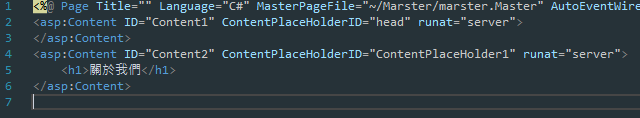 1 <%@ Page Title="" Language="C#" MasterPageFile="~/Marster/marster.Master" AutoEventWire
2 <asp:Content ID="Content1" ContentPlaceHolderID="head" runat="server">
3 </asp:Content>
4 <asp:Content ID="Content2" ContentPlaceHolderID="ContentPlaceHolder1" runat="server">
5 <h1>關於我們</h1>
6 </asp:Content>
7